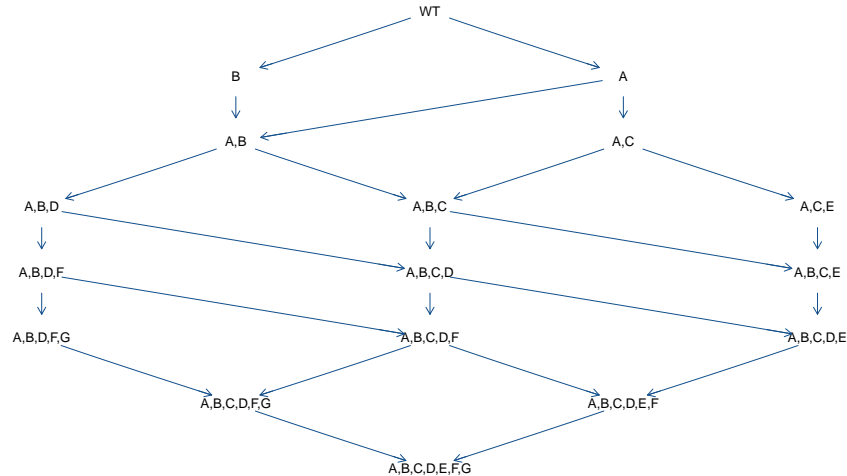 WT
B
A
A,B
A,C
A,B,D
A,B,C
A,C,E
A,B,D,F
A,B,C,D
A,B,C,E
A,B,D,F,G
A,B,C,D,F
A,B,C,D,E
A,B,C,D,F,G
A,B,C,D,E,F
A,B,C,D,E,F,G